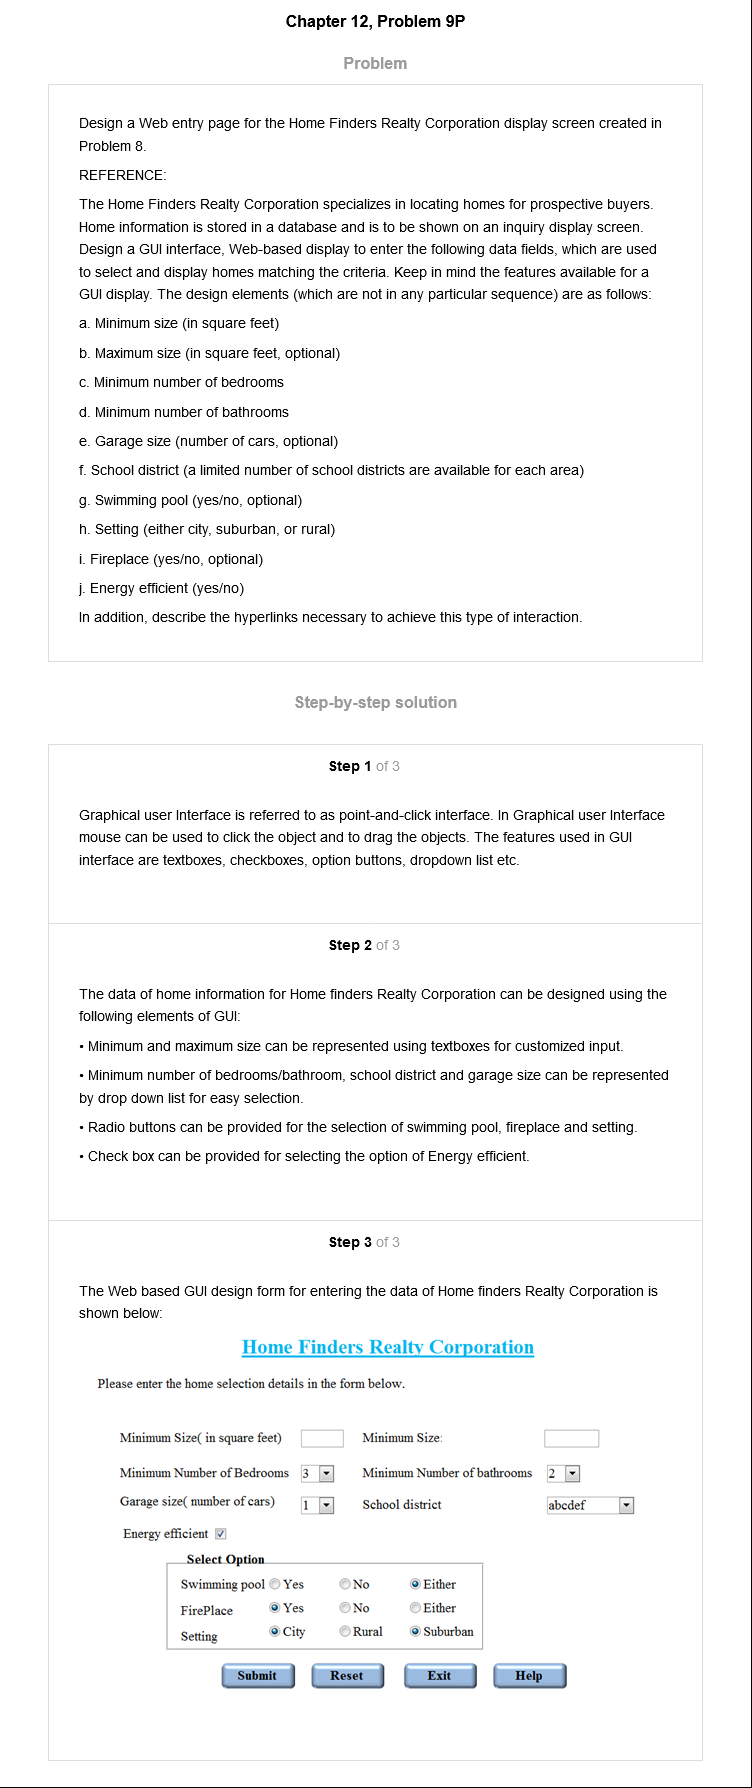 Chapter 12, Problem 9P
Problem
Design a Web entry page for the Home Finders Realty Corporation display screen created in
Problem 8.
REFERENCE:
The Home Finders Realty Corporation specializes in locating homes for prospective buyers.
Home information is stored in a database and is to be shown on an inquiry display screen.
Design a GUI interface, Web-based display to enter the following data fields, which are used
to select and display homes matching the criteria. Keep in mind the features available for a
GUI display. The design elements (which are not in any particular sequence) are as follows:
a. Minimum size (in square feet)
b. Maximum size (in square feet, optional)
c. Minimum number of bedrooms
d. Minimum number of bathrooms
e. Garage size (number of cars, optional)
f. School district (a limited number of school districts are available for each area)
g. Swimming pool (yes/no, optional)
h. Setting (either city, suburban, or rural)
i. Fireplace (yes/no, optional)
j. Energy efficient (yes/no)
In addition, describe the hyperlinks necessary to achieve this type of interaction.
Step-by-step solution
Step 1 of 3
Graphical user Interface is referred to as point-and-click interface. In Graphical user Interface
mouse can be used to click the object and to drag the objects. The features used in GUI
interface are textboxes, checkboxes, option buttons, dropdown list etc.
Step 2 of 3
The data of home information for Home finders Realty Corporation can be designed using the
following elements of GUI:
• Minimum and maximum size can be represented using textboxes for customized input.
• Minimum number of bedrooms/bathroom, school district and garage size can be represented
by drop down list for easy selection.
• Radio buttons can be provided for the selection of swimming pool, fireplace and setting.
• Check box can be provided for selecting the option of Energy efficient.
Step 3 of 3
The Web based GUI design form for entering the data of Home finders Realty Corporation is
shown below:
Home Finders Realty Corporation
Please enter the home selection details in the form below.
Minimum Size( in square feet) Minimum Size:
Minimum Number of Bedrooms 3 Minimum Number of bathrooms 2
Garage size( number of cars) 1 School district abcdef
Energy efficient
Select Option
Swimming pool Yes No Either
FirePlace Yes No Either
Setting City Rural Suburban
Submit Reset Exit Help